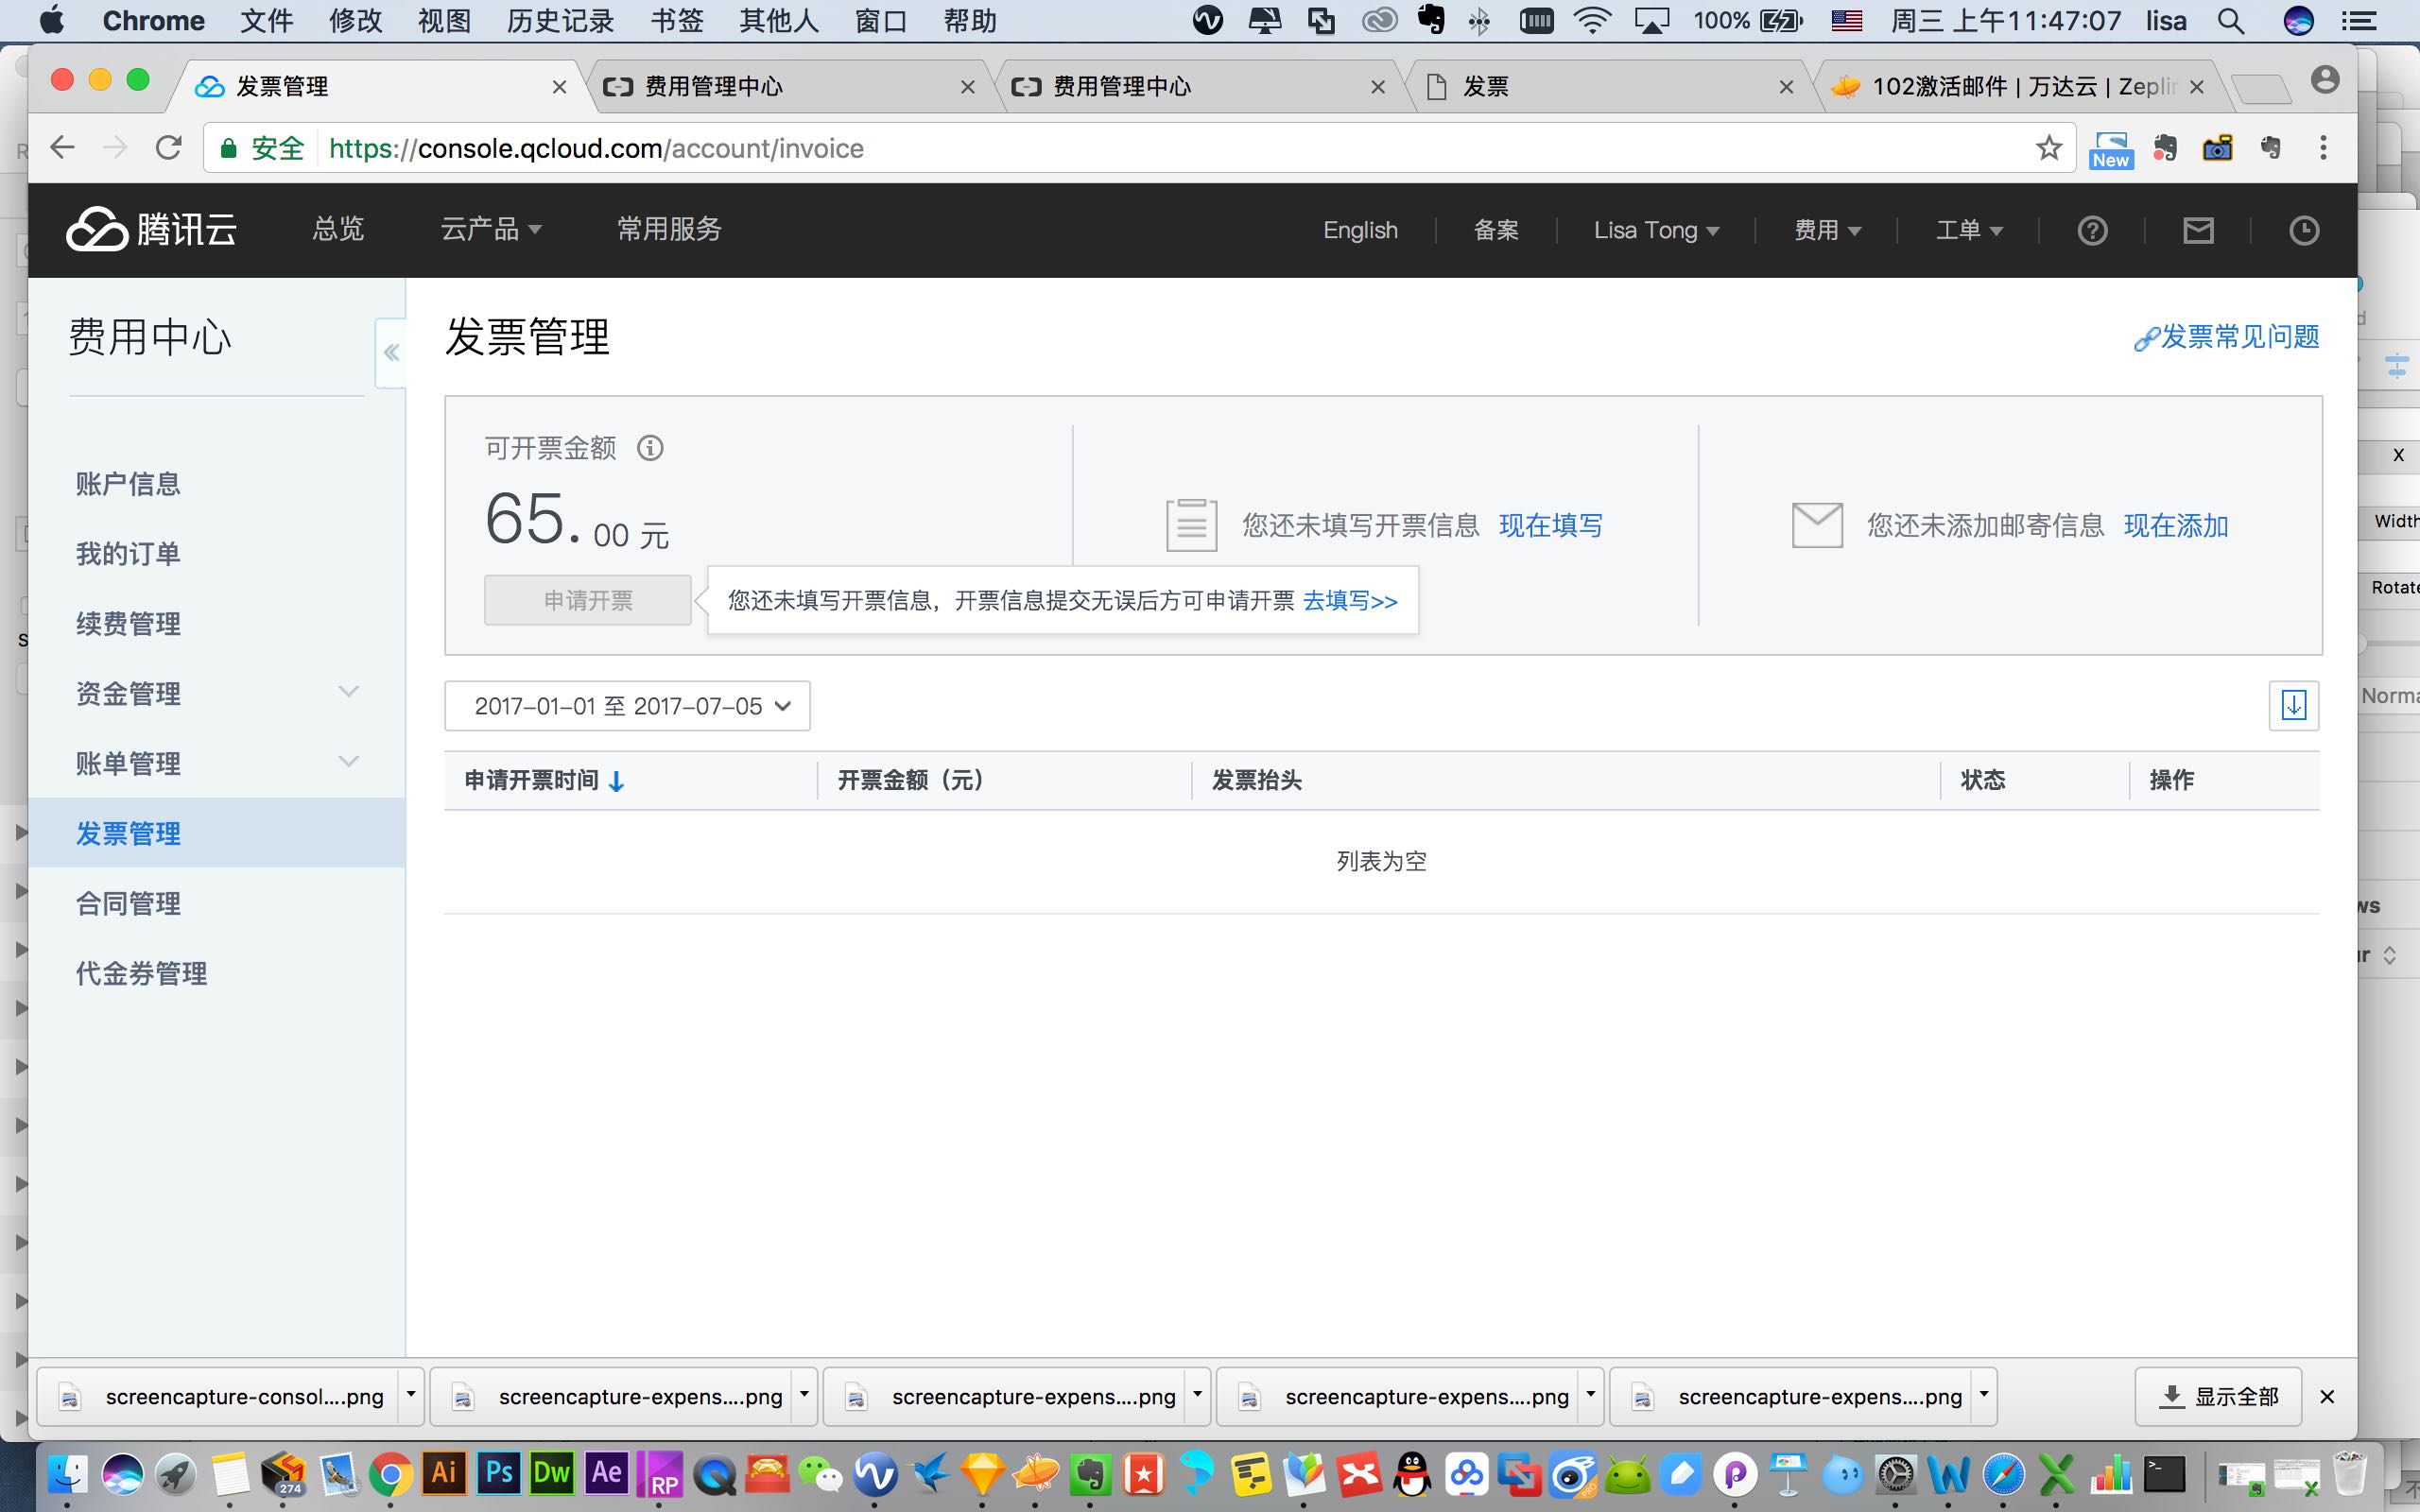 Chrome 文件 修改 视图 历史记录 书签 其他人 窗口 帮助 100% 周三 上午11:47:07 lisa
发票管理 费用管理中心 费用管理中心 发票 102激活邮件 | 万达云 | Zeplin
安全 https://console.qcloud.com/account/invoice New
腾讯云 总览 云产品 常用服务 English 备案 Lisa Tong 费用 工单
费用中心
账户信息
我的订单
续费管理
资金管理
账单管理
发票管理
合同管理
代金券管理
发票管理 发票常见问题
可开票金额
65.00 元
申请开票
您还未填写开票信息 现在填写
您还未添加邮寄信息 现在添加
您还未填写开票信息，开票信息提交无误后方可申请开票 去填写>>
2017-01-01 至 2017-07-05
申请开票时间 开票金额（元） 发票抬头 状态 操作
列表为空
X
Width
Rotate
Norma
ws
ur
screencapture-consol....png screencapture-expens....png screencapture-expens....png screencapture-expens....png screencapture-expens....png 显示全部
274 Ai Ps Dw Ae RP PRO